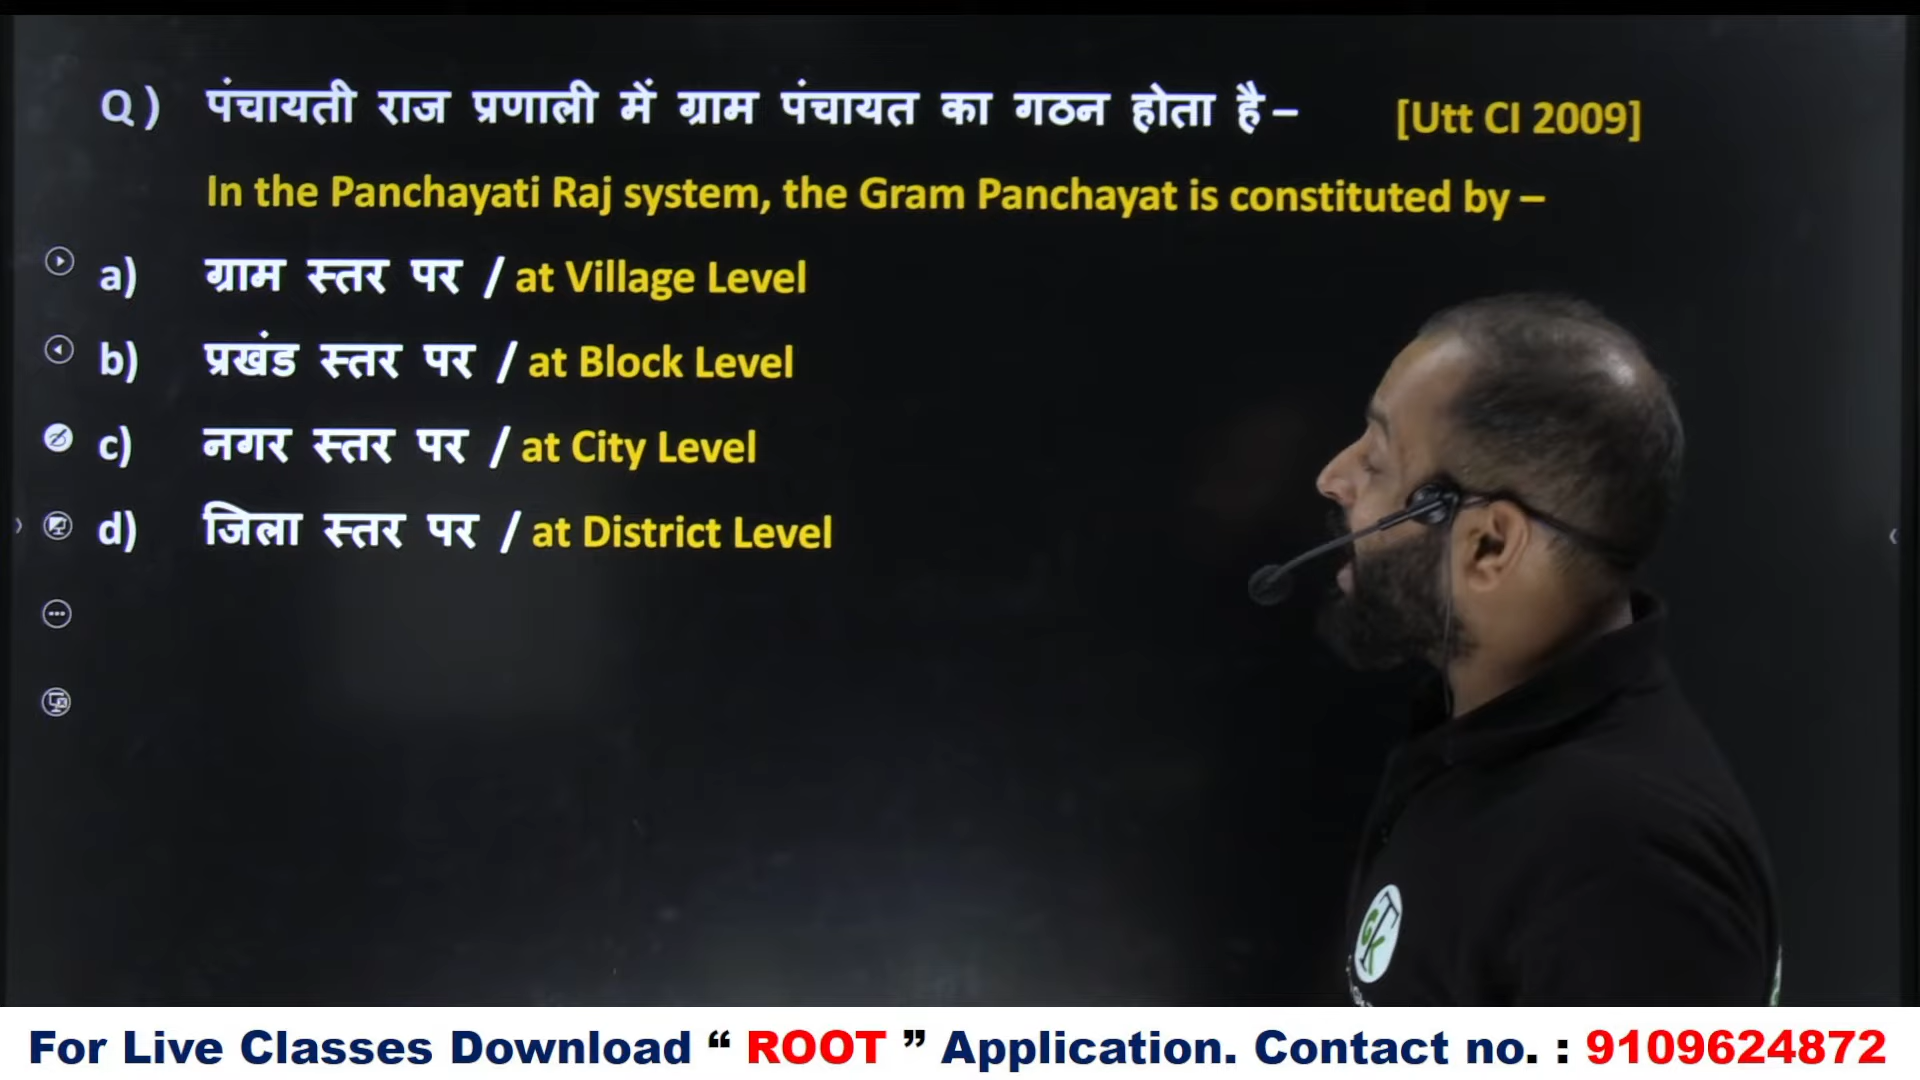 Q) पंचायती राज प्रणाली में ग्राम पंचायत का गठन होता है – [Utt CI 2009]
In the Panchayati Raj system, the Gram Panchayat is constituted by –
a) ग्राम स्तर पर / at Village Level
b) प्रखंड स्तर पर / at Block Level
c) नगर स्तर पर / at City Level
d) जिला स्तर पर / at District Level
GTK
For Live Classes Download “ ROOT ” Application. Contact no. : 9109624872